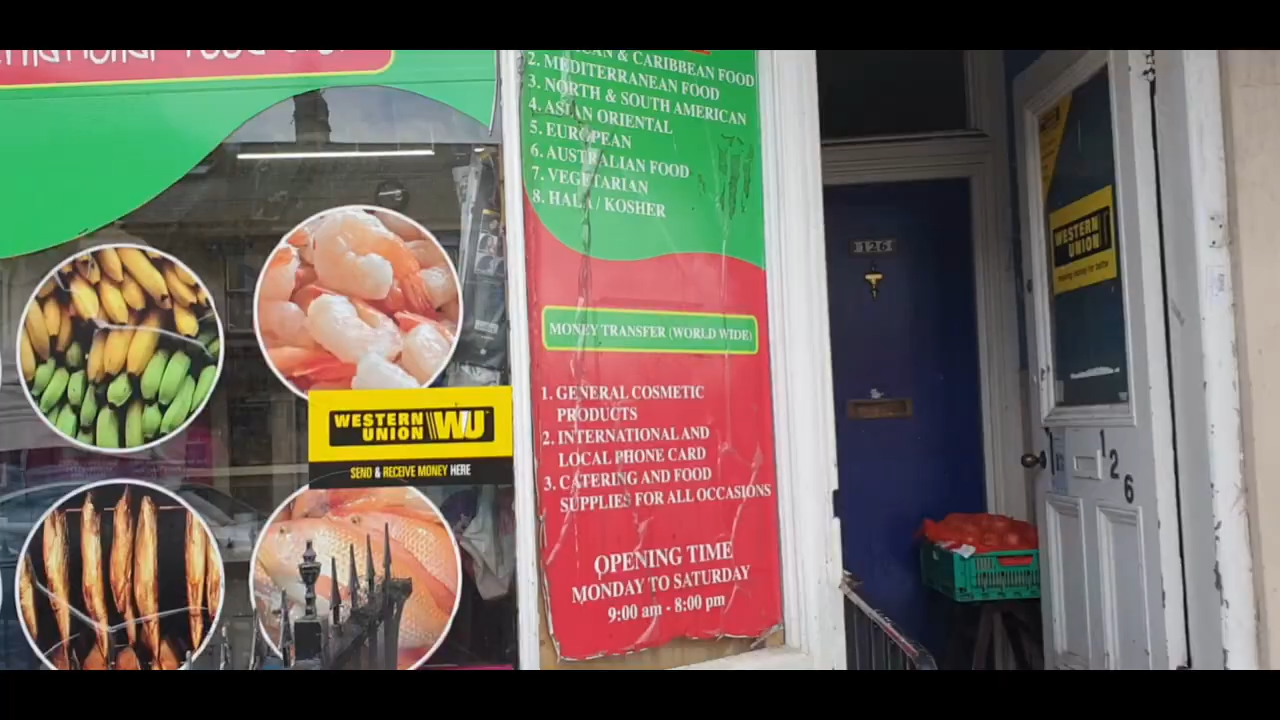 & CARIBBEAN FOOD
2. MEDITERRANEAN FOOD
3. NORTH & SOUTH AMERICAN
4. ASIAN ORIENTAL
5. EUROPEAN
6. AUSTRALIAN FOOD
7. VEGETARIAN
8. HALA / KOSHER
MONEY TRANSFER (WORLD WIDE)
1. GENERAL COSMETIC
PRODUCTS
2. INTERNATIONAL AND
LOCAL PHONE CARD
3. CATERING AND FOOD
SUPPLIES FOR ALL OCCASIONS
OPENING TIME
MONDAY TO SATURDAY
9:00 am - 8:00 pm
WESTERN
UNION WU
SEND & RECEIVE MONEY HERE
126
WESTERN
UNION
126